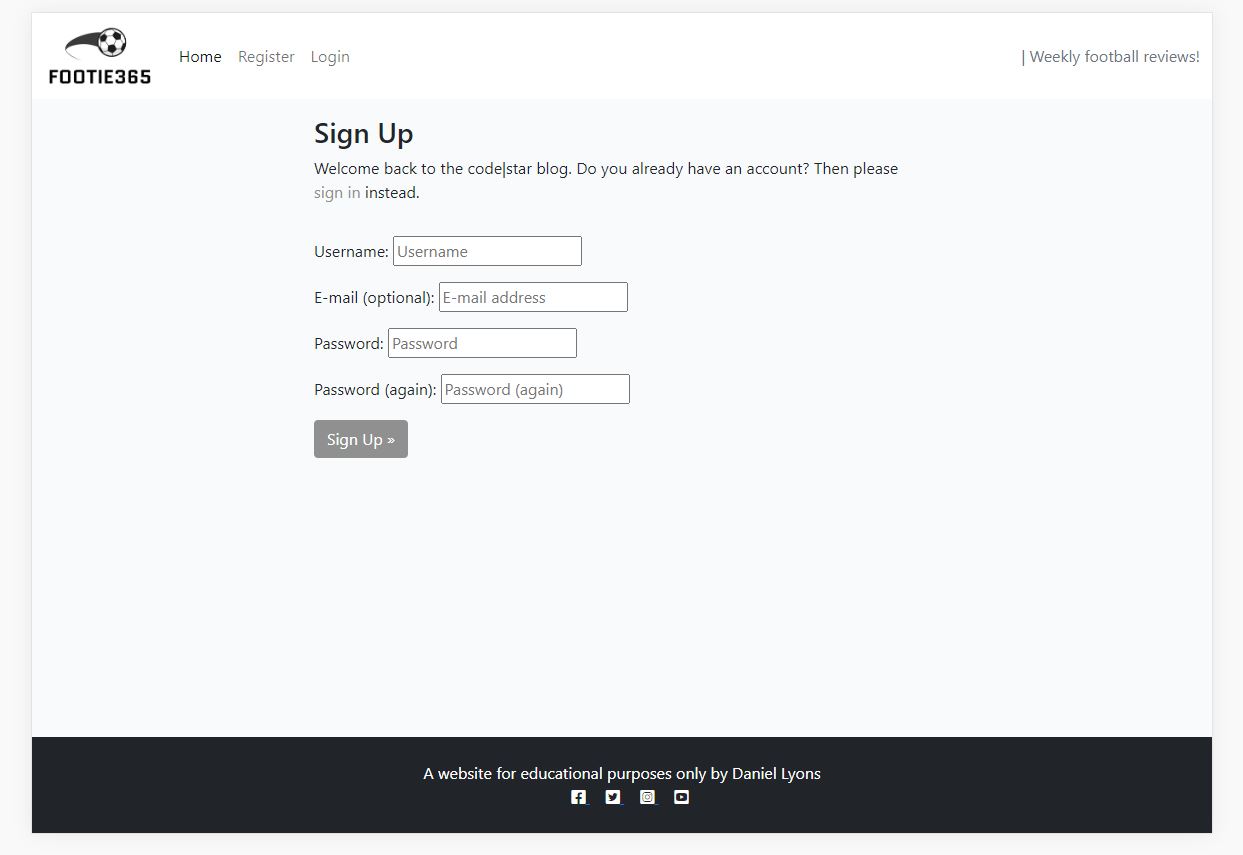 FOOTIE365
Home Register Login
| Weekly football reviews!
Sign Up
Welcome back to the code|star blog. Do you already have an account? Then please
sign in instead.
Username: Username
E-mail (optional): E-mail address
Password: Password
Password (again): Password (again)
Sign Up »
A website for educational purposes only by Daniel Lyons